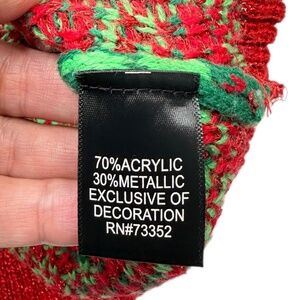 70%ACRYLIC
30%METALLIC
EXCLUSIVE OF
DECORATION
RN#73352